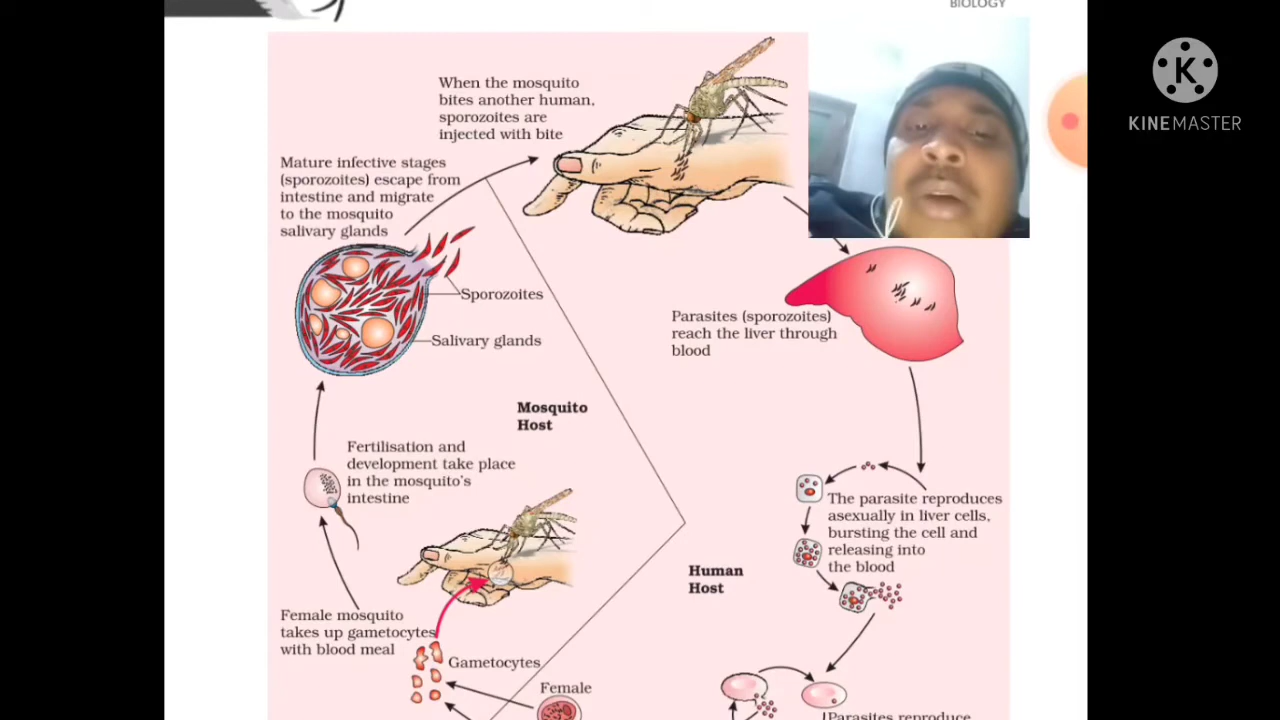 BIOLOGY
K
KINEMASTER
When the mosquito
bites another human,
sporozoites are
injected with bite
Mature infective stages
(sporozoites) escape from
intestine and migrate
to the mosquito
salivary glands
Sporozoites
Salivary glands
Parasites (sporozoites)
reach the liver through
blood
Mosquito
Host
Fertilisation and
development take place
in the mosquito's
intestine
The parasite reproduces
asexually in liver cells,
bursting the cell and
releasing into
the blood
Human
Host
Female mosquito
takes up gametocytes
with blood meal
Gametocytes
Female
Parasites reproduce